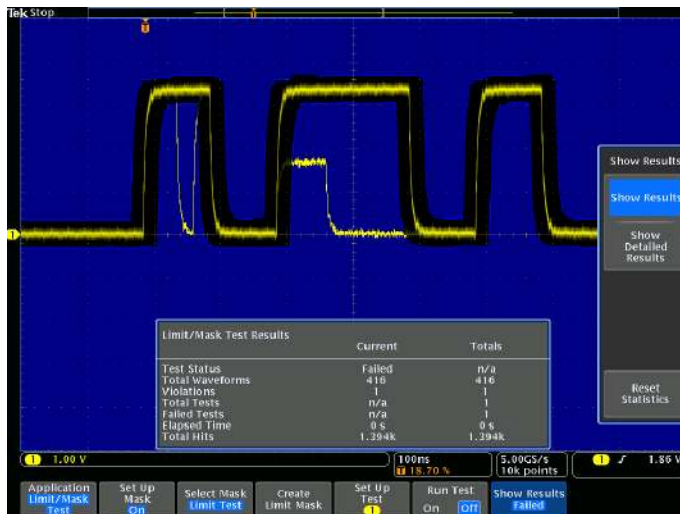 Tek Stop
T
T
Show Results
Show Results
Show Detailed Results
Reset Statistics
1
Limit/Mask Test Results
Current Totals
Test Status Failed n/a
Total Waveforms 416 416
Violations 1 1
Total Tests n/a 1
Failed Tests n/a 1
Elapsed Time 0 s 0 s
Total Hits 1.394k 1.394k
1 1.00 V
100ns
T 18.70 %
5.00GS/s
10k points
1 ƒ 1.86 V
Application
Limit/Mask Test
Set Up Mask
On
Select Mask
Limit Test
Create Limit Mask
Set Up Test
1
Run Test
On Off
Show Results
Failed